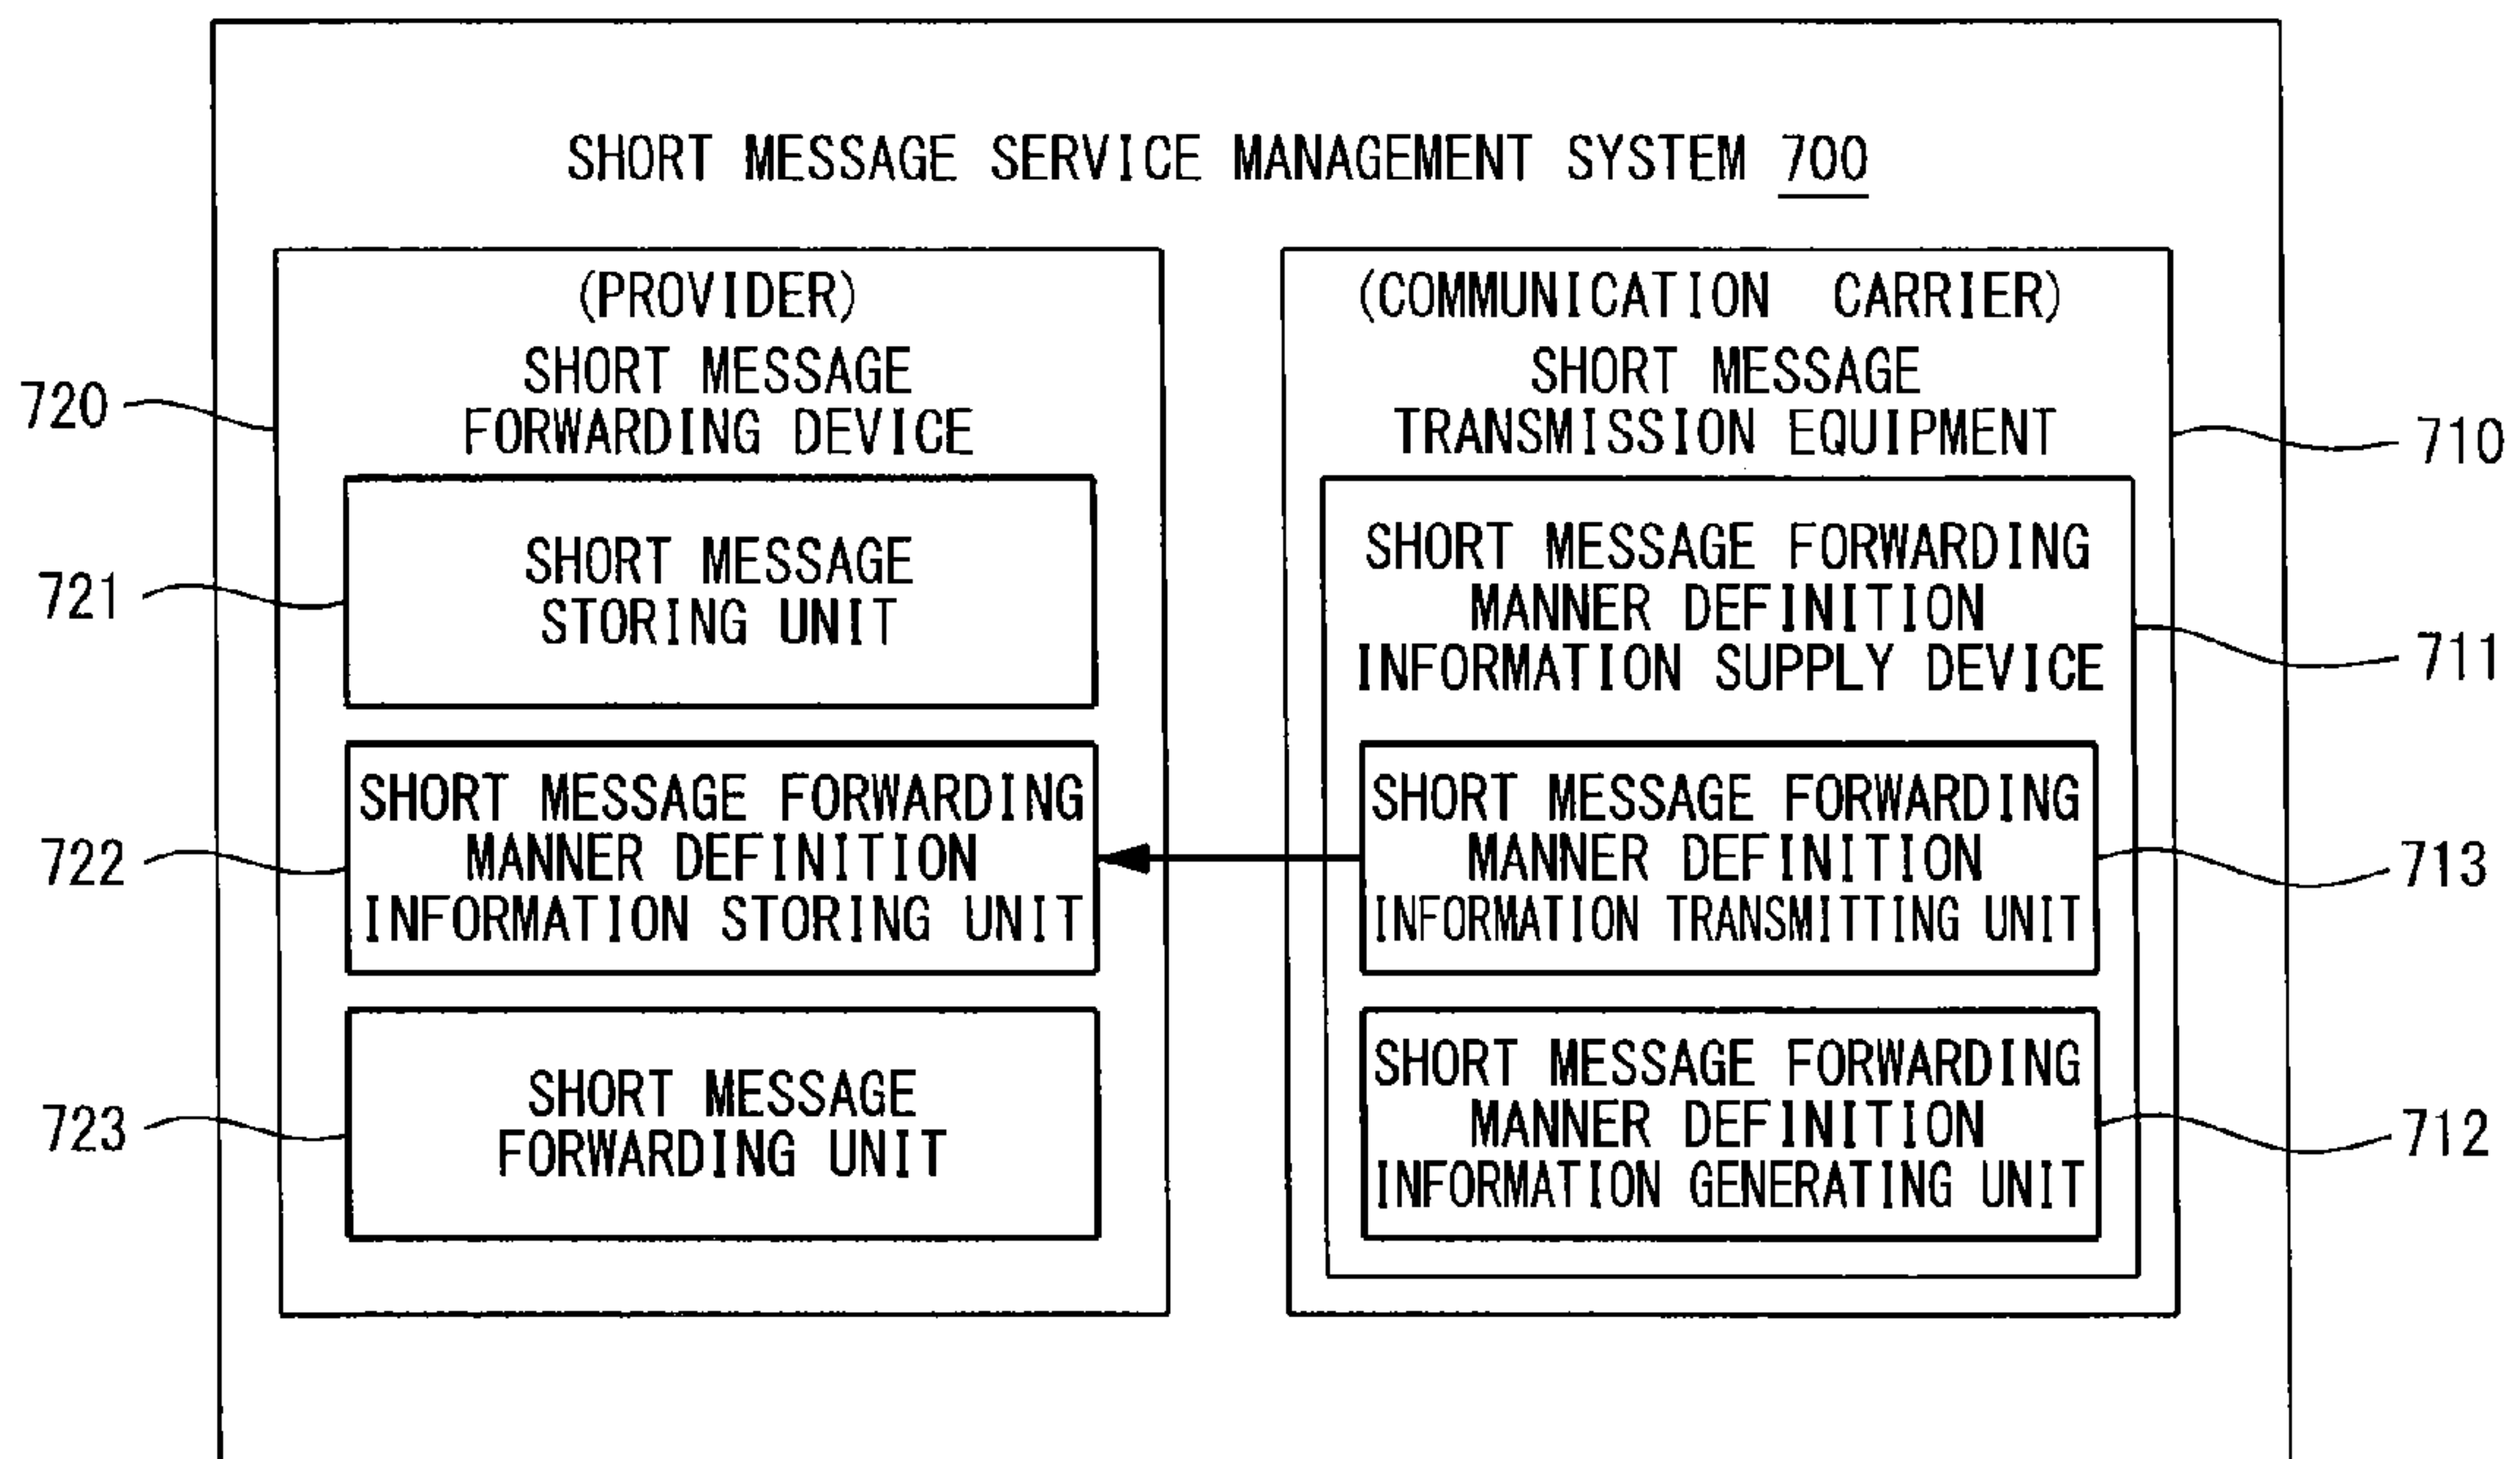 SHORT MESSAGE SERVICE MANAGEMENT SYSTEM 700
(PROVIDER)
SHORT MESSAGE
FORWARDING DEVICE
720
SHORT MESSAGE
STORING UNIT
721
SHORT MESSAGE FORWARDING
MANNER DEFINITION
INFORMATION STORING UNIT
722
SHORT MESSAGE
FORWARDING UNIT
723
(COMMUNICATION CARRIER)
SHORT MESSAGE
TRANSMISSION EQUIPMENT
710
SHORT MESSAGE FORWARDING
MANNER DEFINITION
INFORMATION SUPPLY DEVICE
711
SHORT MESSAGE FORWARDING
MANNER DEFINITION
INFORMATION TRANSMITTING UNIT
713
SHORT MESSAGE FORWARDING
MANNER DEFINITION
INFORMATION GENERATING UNIT
712